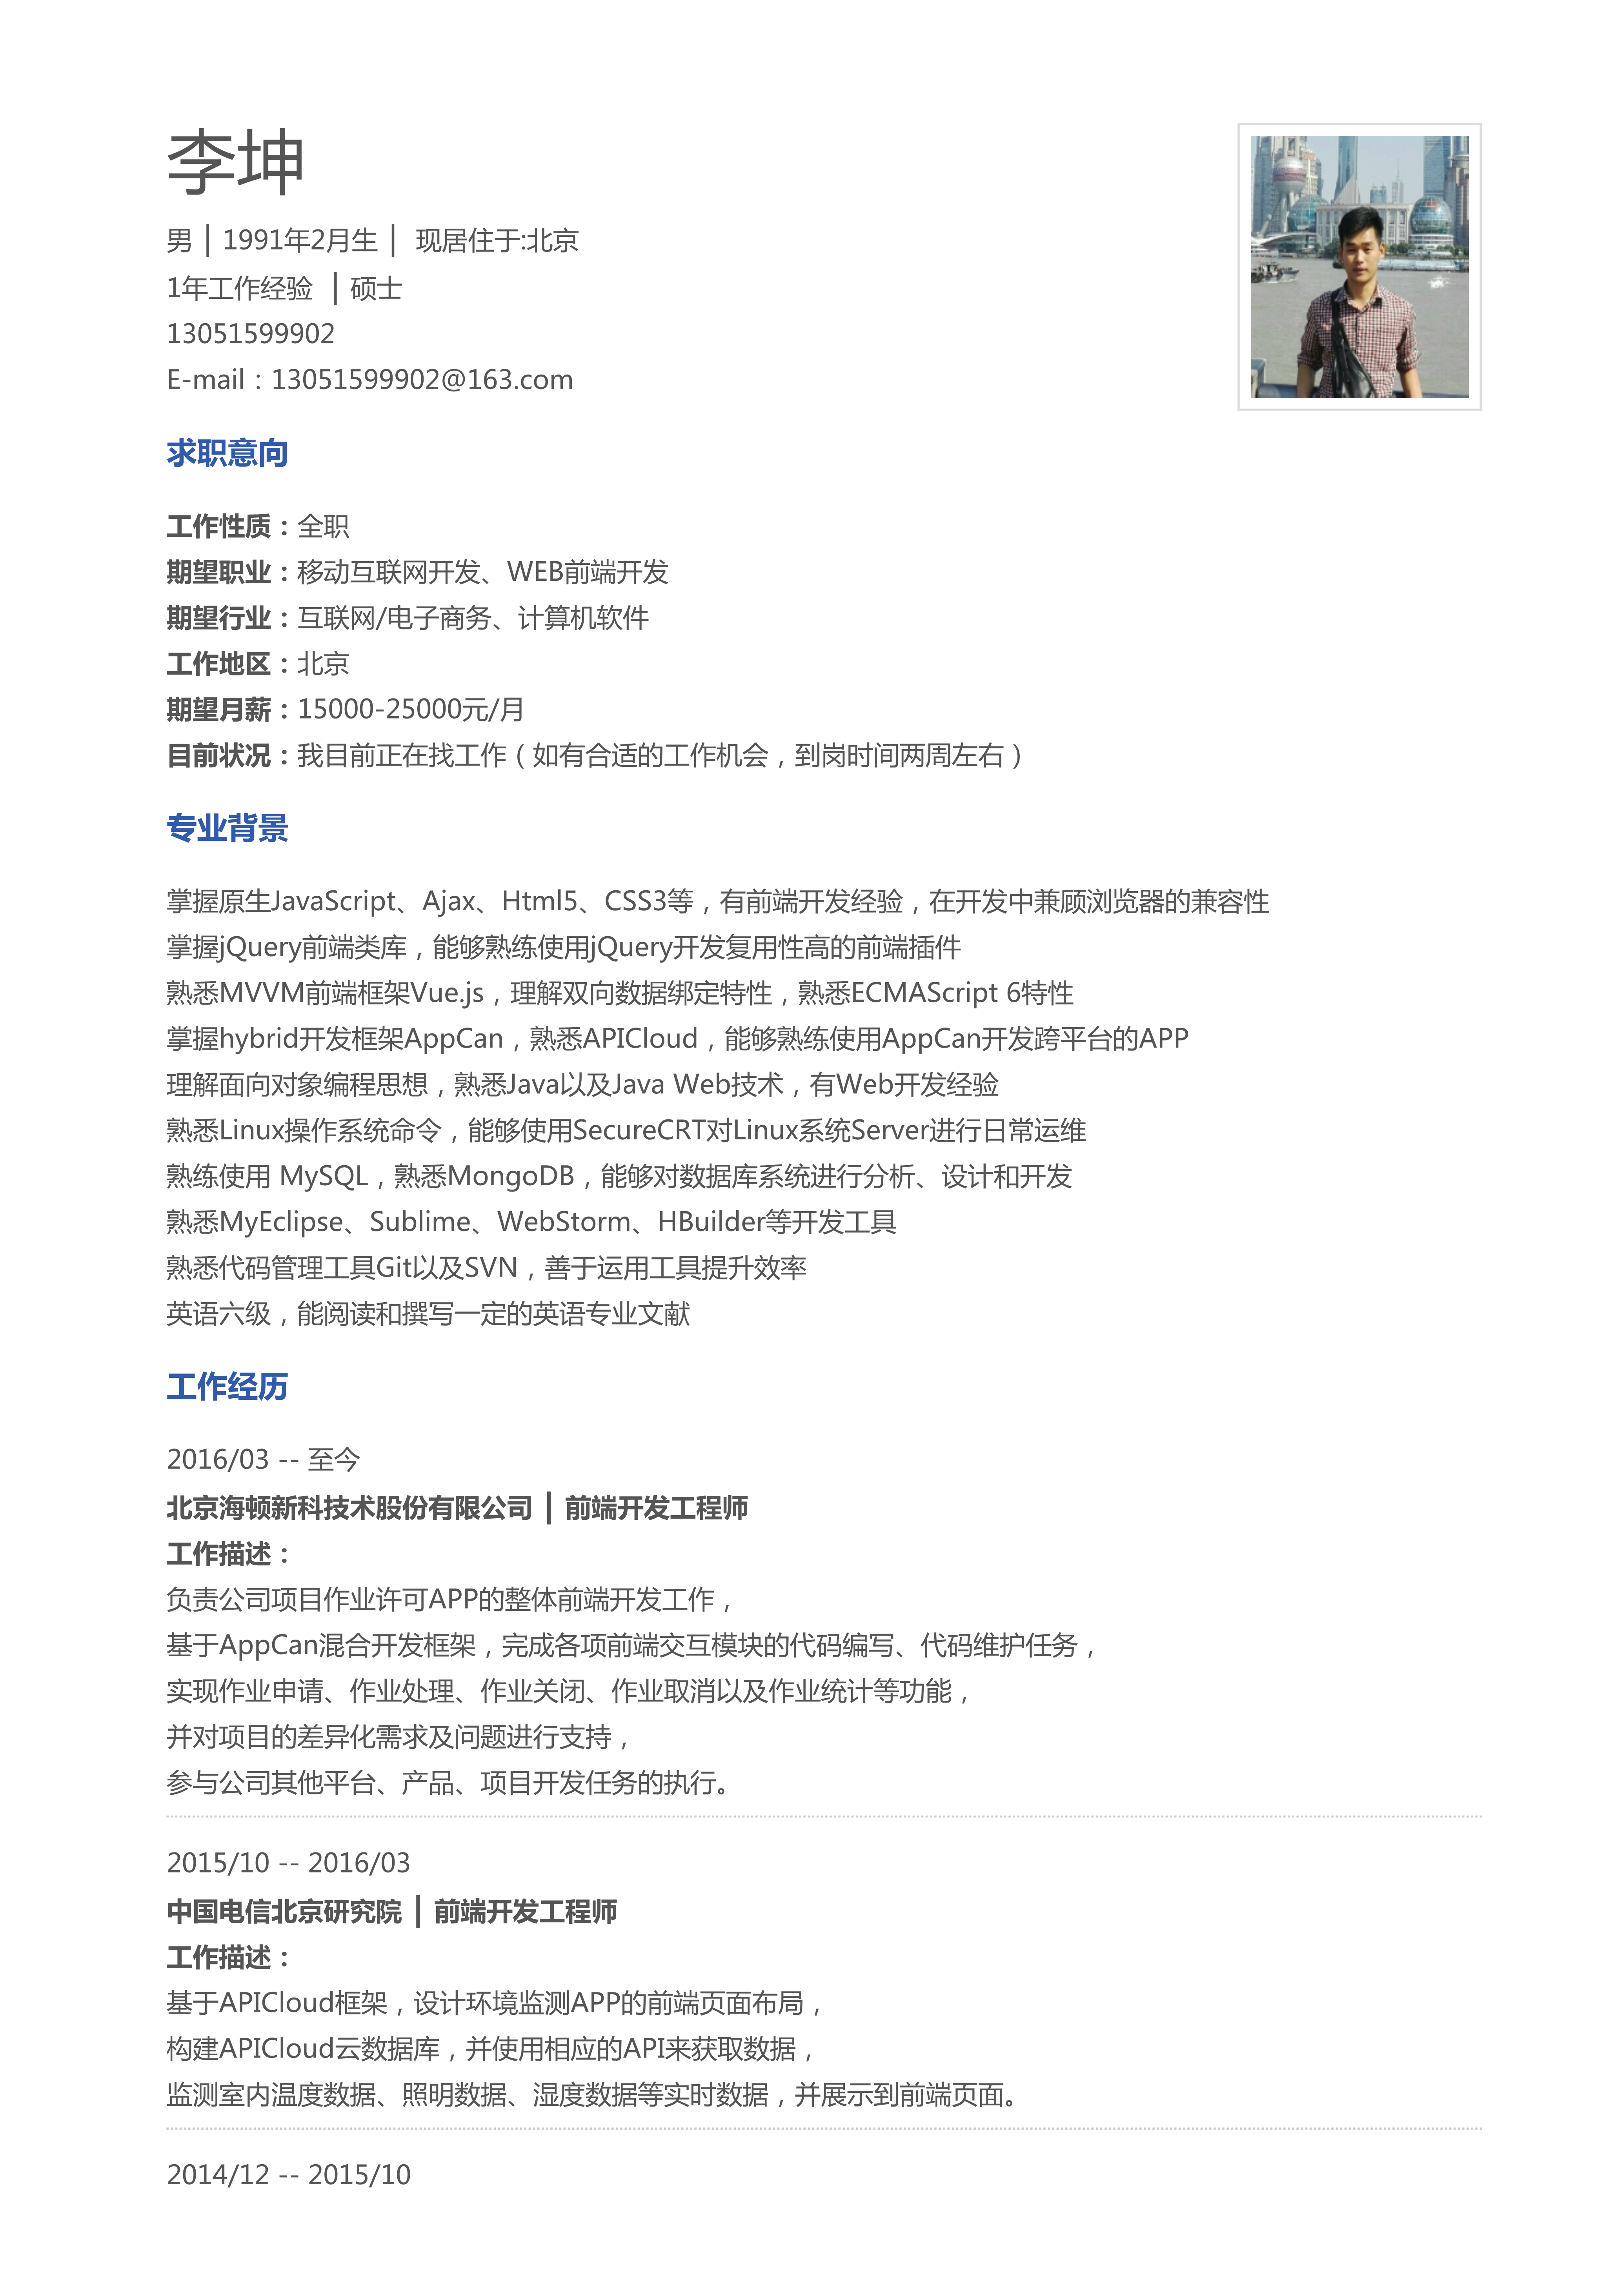 李坤
男 | 1991年2月生 | 现居住于:北京
1年工作经验 | 硕士
13051599902
E-mail：13051599902@163.com
求职意向
工作性质：全职
期望职业：移动互联网开发、WEB前端开发
期望行业：互联网/电子商务、计算机软件
工作地区：北京
期望月薪：15000-25000元/月
目前状况：我目前正在找工作（如有合适的工作机会，到岗时间两周左右）
专业背景
掌握原生JavaScript、Ajax、Html5、CSS3等，有前端开发经验，在开发中兼顾浏览器的兼容性
掌握jQuery前端类库，能够熟练使用jQuery开发复用性高的前端插件
熟悉MVVM前端框架Vue.js，理解双向数据绑定特性，熟悉ECMAScript 6特性
掌握hybrid开发框架AppCan，熟悉APICloud，能够熟练使用AppCan开发跨平台的APP
理解面向对象编程思想，熟悉Java以及Java Web技术，有Web开发经验
熟悉Linux操作系统命令，能够使用SecureCRT对Linux系统Server进行日常运维
熟练使用 MySQL，熟悉MongoDB，能够对数据库系统进行分析、设计和开发
熟悉MyEclipse、Sublime、WebStorm、HBuilder等开发工具
熟悉代码管理工具Git以及SVN，善于运用工具提升效率
英语六级，能阅读和撰写一定的英语专业文献
工作经历
2016/03 -- 至今
北京海顿新科技术股份有限公司 | 前端开发工程师
工作描述：
负责公司项目作业许可APP的整体前端开发工作，
基于AppCan混合开发框架，完成各项前端交互模块的代码编写、代码维护任务，
实现作业申请、作业处理、作业关闭、作业取消以及作业统计等功能，
并对项目的差异化需求及问题进行支持，
参与公司其他平台、产品、项目开发任务的执行。
2015/10 -- 2016/03
中国电信北京研究院 | 前端开发工程师
工作描述：
基于APICloud框架，设计环境监测APP的前端页面布局，
构建APICloud云数据库，并使用相应的API来获取数据，
监测室内温度数据、照明数据、湿度数据等实时数据，并展示到前端页面。
2014/12 -- 2015/10